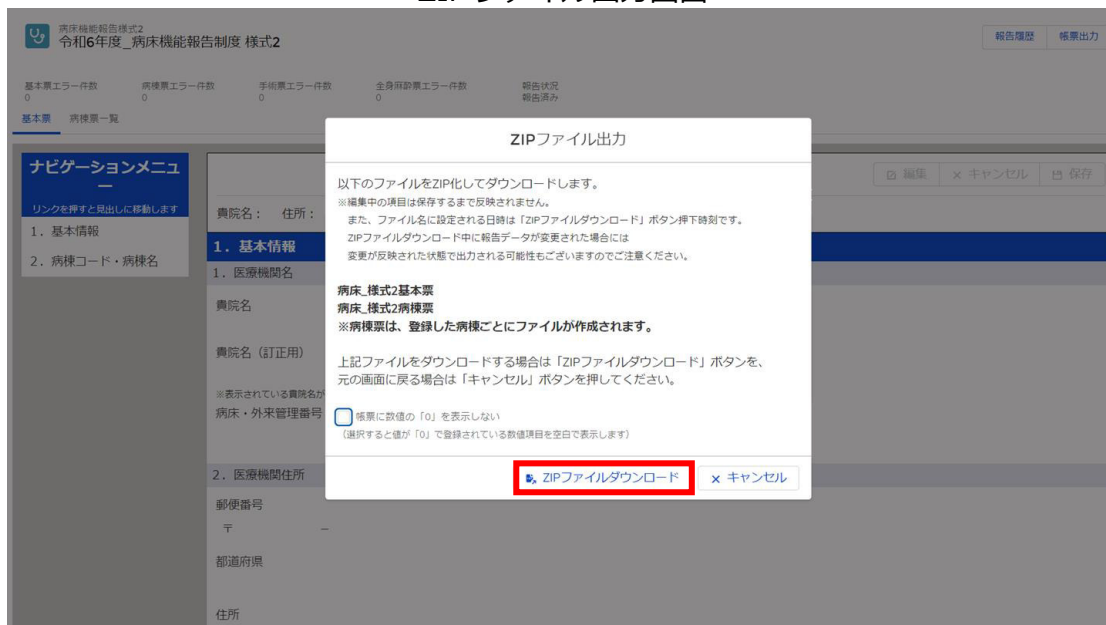 ZIPファイル出力画面
病床機能報告様式2
令和6年度_病床機能報告制度 様式2
報告履歴 帳票出力
基本票エラー件数 病棟票エラー件数 手術票エラー件数 全身麻酔票エラー件数 報告状況
0 0 0 0 報告済み
基本票 病棟票一覧
ZIPファイル出力
ナビゲーションメニュー
リンクを押すと見出しに移動します
1. 基本情報
2. 病棟コード・病棟名
編集 × キャンセル 保存
貴院名: 住所:
1. 基本情報
1. 医療機関名
貴院名
貴院名（訂正用）
※表示されている貴院名が
病床・外来管理番号
2. 医療機関住所
郵便番号
〒 −
都道府県
住所
以下のファイルをZIP化してダウンロードします。
※編集中の項目は保存するまで反映されません。
また、ファイル名に設定される日時は「ZIPファイルダウンロード」ボタン押下時刻です。
ZIPファイルダウンロード中に報告データが変更された場合には
変更が反映された状態で出力される可能性もございますのでご注意ください。
病床_様式2基本票
病床_様式2病棟票
※病棟票は、登録した病棟ごとにファイルが作成されます。
上記ファイルをダウンロードする場合は「ZIPファイルダウンロード」ボタンを、
元の画面に戻る場合は「キャンセル」ボタンを押してください。
帳票に数値の「0」を表示しない
（選択すると値が「0」で登録されている数値項目を空白で表示します）
ZIPファイルダウンロード × キャンセル